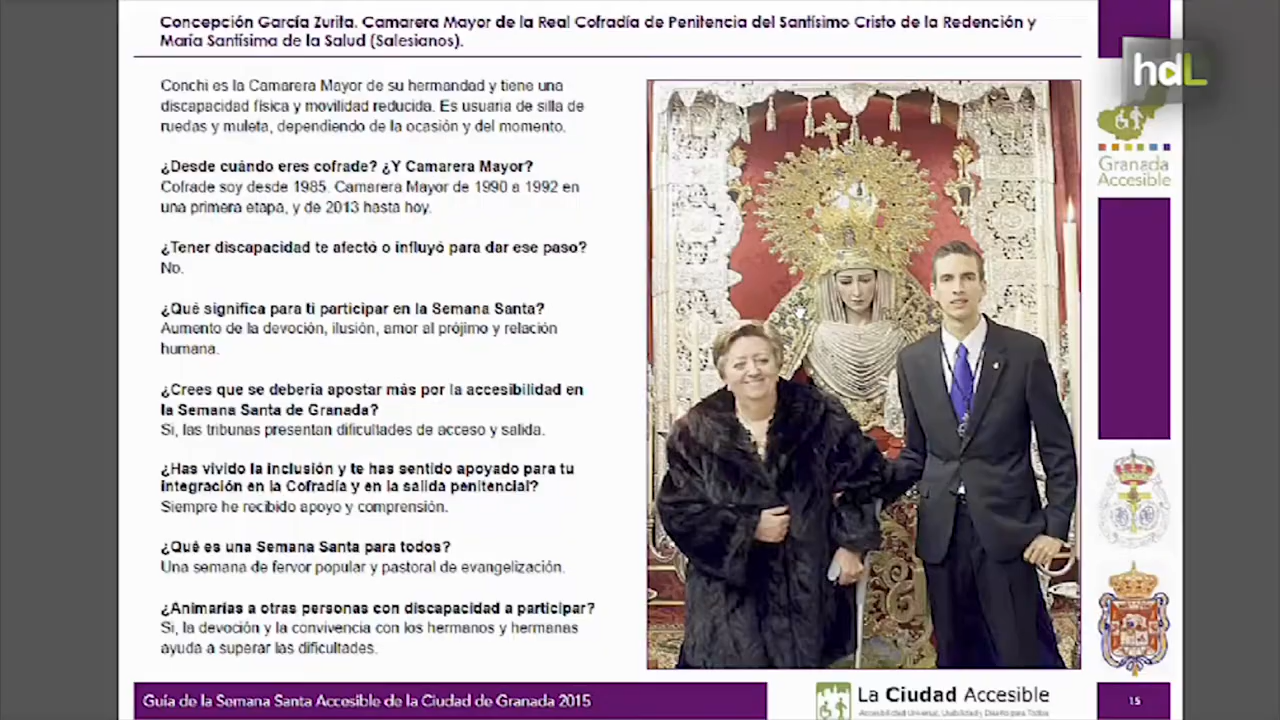 Concepción García Zurita. Camarera Mayor de la Real Cofradía de Penitencia del Santísimo Cristo de la Redención y
María Santísima de la Salud (Salesianos).
Conchi es la Camarera Mayor de su hermandad y tiene una
discapacidad física y movilidad reducida. Es usuaria de silla de
ruedas y muleta, dependiendo de la ocasión y del momento.
¿Desde cuándo eres cofrade? ¿Y Camarera Mayor?
Cofrade soy desde 1985. Camarera Mayor de 1990 a 1992 en
una primera etapa, y de 2013 hasta hoy.
¿Tener discapacidad te afectó o influyó para dar ese paso?
No.
¿Qué significa para ti participar en la Semana Santa?
Aumento de la devoción, ilusión, amor al prójimo y relación
humana.
¿Crees que se debería apostar más por la accesibilidad en
la Semana Santa de Granada?
Si, las tribunas presentan dificultades de acceso y salida.
¿Has vivido la inclusión y te has sentido apoyado para tu
integración en la Cofradía y en la salida penitencial?
Siempre he recibido apoyo y comprensión.
¿Qué es una Semana Santa para todos?
Una semana de fervor popular y pastoral de evangelización.
¿Animarías a otras personas con discapacidad a participar?
Si, la devoción y la convivencia con los hermanos y hermanas
ayuda a superar las dificultades.
hdL
Granada
Accesible
Guía de la Semana Santa Accesible de la Ciudad de Granada 2015
La Ciudad Accesible
Accesibilidad Universal, Usabilidad y Diseño para Todos
15